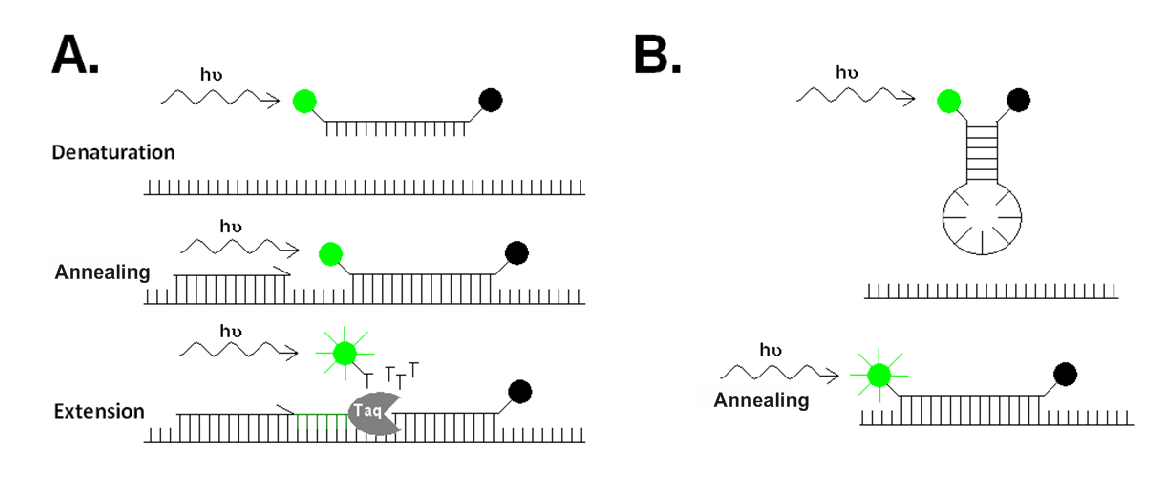 A.
hυ
Denaturation
hυ
Annealing
hυ
T T T T
Extension
Taq
B.
hυ
hυ
Annealing